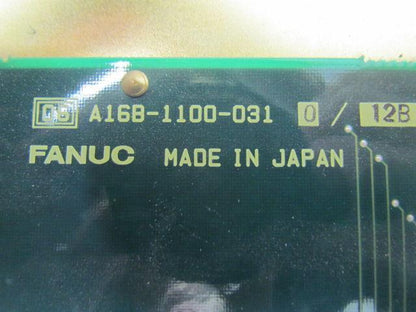 A16B-1100-031 0 / 12B
FANUC MADE IN JAPAN